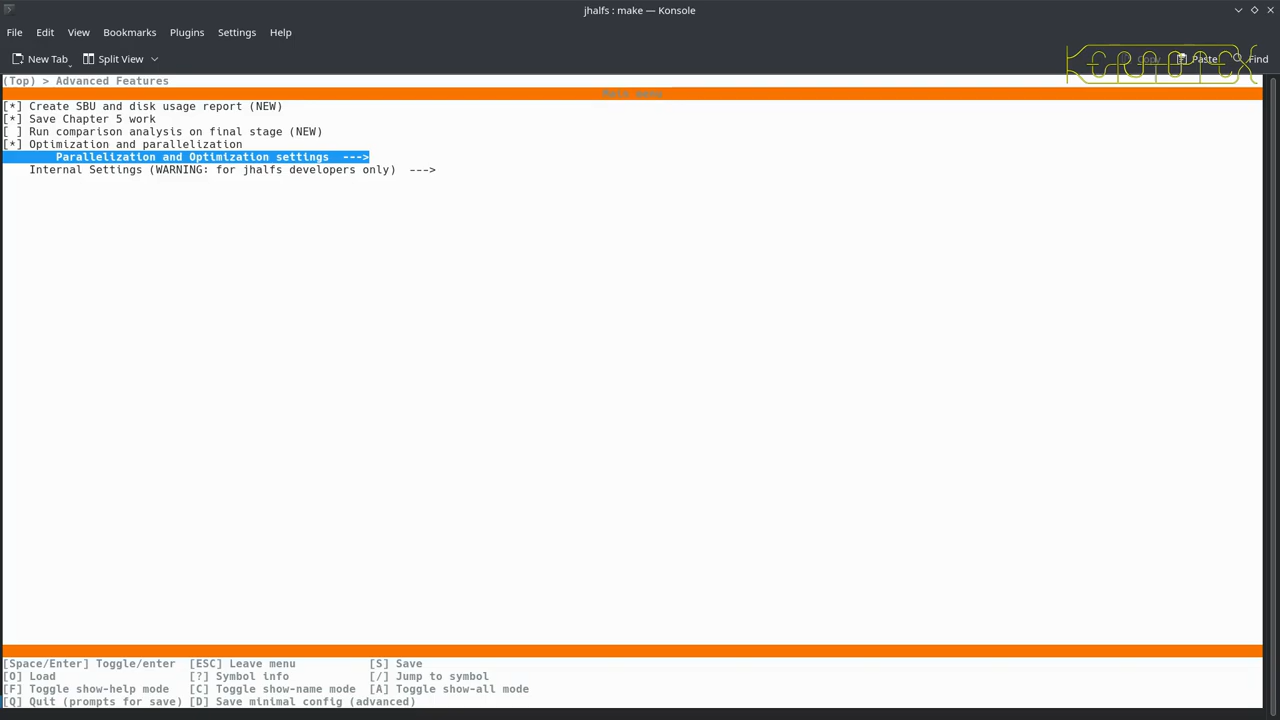 jhalfs : make — Konsole
File Edit View Bookmarks Plugins Settings Help
New Tab Split View Copy Paste Find
(Top) > Advanced Features
Main menu
[*] Create SBU and disk usage report (NEW)
[*] Save Chapter 5 work
[ ] Run comparison analysis on final stage (NEW)
[*] Optimization and parallelization
Parallelization and Optimization settings --->
Internal Settings (WARNING: for jhalfs developers only) --->
[Space/Enter] Toggle/enter [ESC] Leave menu [S] Save
[O] Load [?] Symbol info [/] Jump to symbol
[F] Toggle show-help mode [C] Toggle show-name mode [A] Toggle show-all mode
[Q] Quit (prompts for save) [D] Save minimal config (advanced)